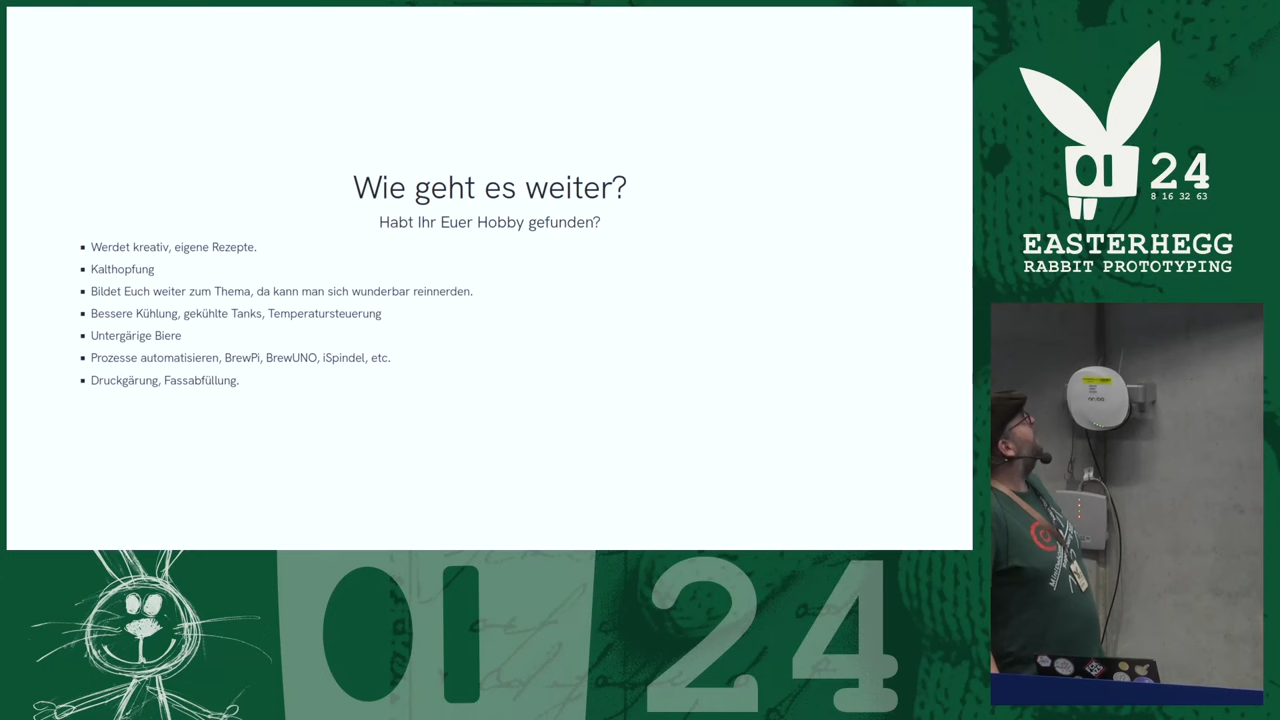 Wie geht es weiter?
Habt Ihr Euer Hobby gefunden?
Werdet kreativ, eigene Rezepte.
Kalthopfung
Bildet Euch weiter zum Thema, da kann man sich wunderbar reinnerden.
Bessere Kühlung, gekühlte Tanks, Temperatursteuerung
Untergärige Biere
Prozesse automatisieren, BrewPi, BrewUNO, iSpindel, etc.
Druckgärung, Fassabfüllung.
24
8 16 32 63
EASTERHEGG
RABBIT PROTOTYPING
aruba
24